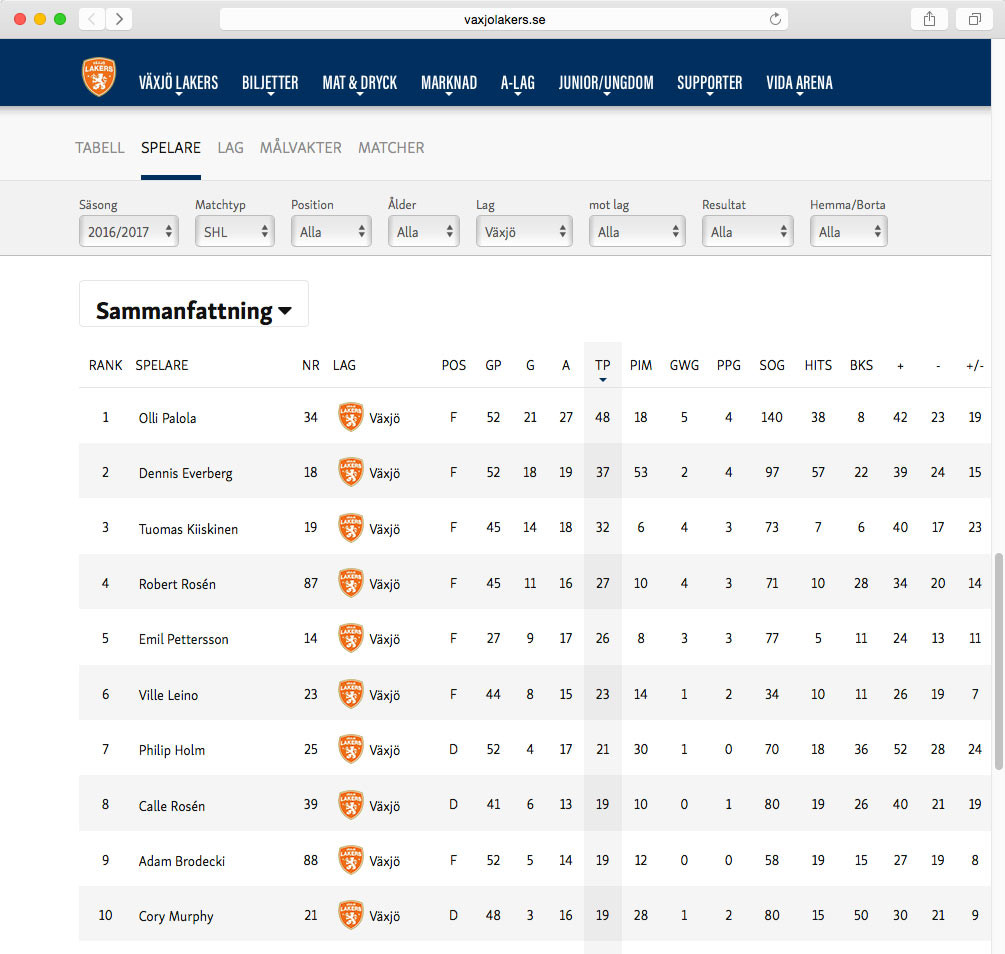 vaxjolakers.se
VÄXJÖ LAKERS BILJETTER MAT & DRYCK MARKNAD A-LAG JUNIOR/UNGDOM SUPPORTER VIDA ARENA
TABELL SPELARE LAG MÅLVAKTER MATCHER
Säsong Matchtyp Position Ålder Lag mot lag Resultat Hemma/Borta
2016/2017 SHL Alla Alla Växjö Alla Alla Alla
Sammanfattning
RANK SPELARE NR LAG POS GP G A TP PIM GWG PPG SOG HITS BKS + - +/-
1 Olli Palola 34 LAKERS Växjö F 52 21 27 48 18 5 4 140 38 8 42 23 19
2 Dennis Everberg 18 LAKERS Växjö F 52 18 19 37 53 2 4 97 57 22 39 24 15
3 Tuomas Kiiskinen 19 LAKERS Växjö F 45 14 18 32 6 4 3 73 7 6 40 17 23
4 Robert Rosén 87 LAKERS Växjö F 45 11 16 27 10 4 3 71 10 28 34 20 14
5 Emil Pettersson 14 LAKERS Växjö F 27 9 17 26 8 3 3 77 5 11 24 13 11
6 Ville Leino 23 LAKERS Växjö F 44 8 15 23 14 1 2 34 10 11 26 19 7
7 Philip Holm 25 LAKERS Växjö D 52 4 17 21 30 1 0 70 18 36 52 28 24
8 Calle Rosén 39 LAKERS Växjö D 41 6 13 19 10 0 1 80 19 26 40 21 19
9 Adam Brodecki 88 LAKERS Växjö F 52 5 14 19 12 0 0 58 19 15 27 19 8
10 Cory Murphy 21 LAKERS Växjö D 48 3 16 19 28 1 2 80 15 50 30 21 9